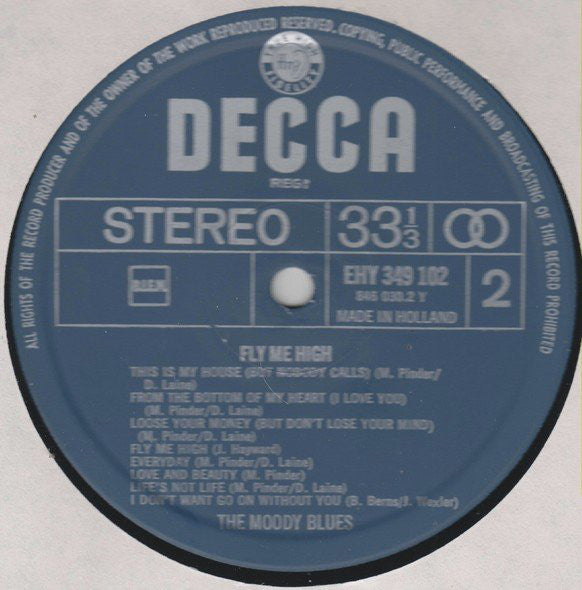 ALL RIGHTS OF THE RECORD PRODUCER AND OF THE OWNER OF THE WORK REPRODUCED RESERVED. COPYING, PUBLIC PERFORMANCE AND BROADCASTING OF THIS RECORD PROHIBITED
DECCA
REG?
STEREO
33 1/3
EHY 349 102
846 030.2 Y
MADE IN HOLLAND
2
B.I.E.M.
FLY ME HIGH
THIS IS MY HOUSE (BUT NOBODY CALLS) (M. Pinder/
D. Laine)
FROM THE BOTTOM OF MY HEART (I LOVE YOU)
(M. Pinder/D. Laine)
LOOSE YOUR MONEY (BUT DON'T LOSE YOUR MIND)
(M. Pinder/D. Laine)
FLY ME HIGH (J. Hayward)
EVERYDAY (M. Pinder/D. Laine)
LOVE AND BEAUTY (M. Pinder)
LIFE'S NOT LIFE (M. Pinder/D. Laine)
I DON'T WANT GO ON WITHOUT YOU (B. Berns/J. Wexler)
THE MOODY BLUES